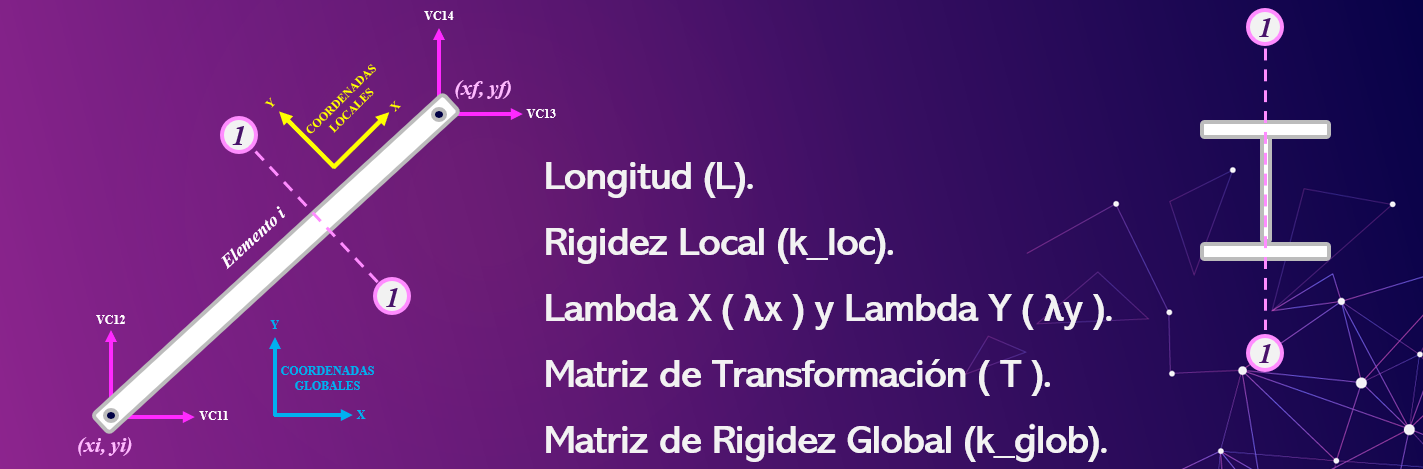 VC14
(xf, yf)
VC13
Y
COORDENADAS
LOCALES
X
1
Elemento i
1
VC12
VC11
(xi, yi)
Y
COORDENADAS
GLOBALES
X
Longitud (L).
Rigidez Local (k_loc).
Lambda X ( λx ) y Lambda Y ( λy ).
Matriz de Transformación ( T ).
Matriz de Rigidez Global (k_glob).
1
1